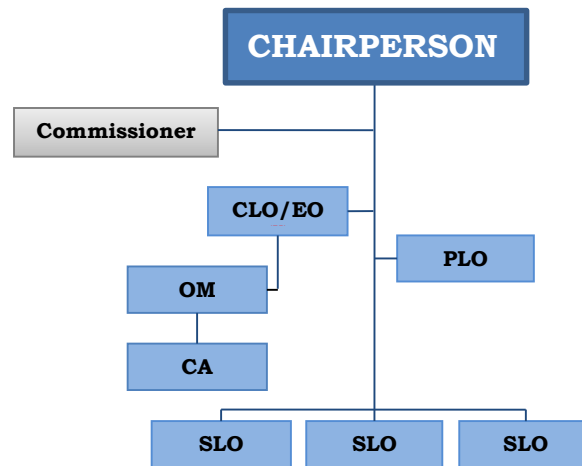 CHAIRPERSON
Commissioner
CLO/EO
PLO
OM
CA
SLO
SLO
SLO